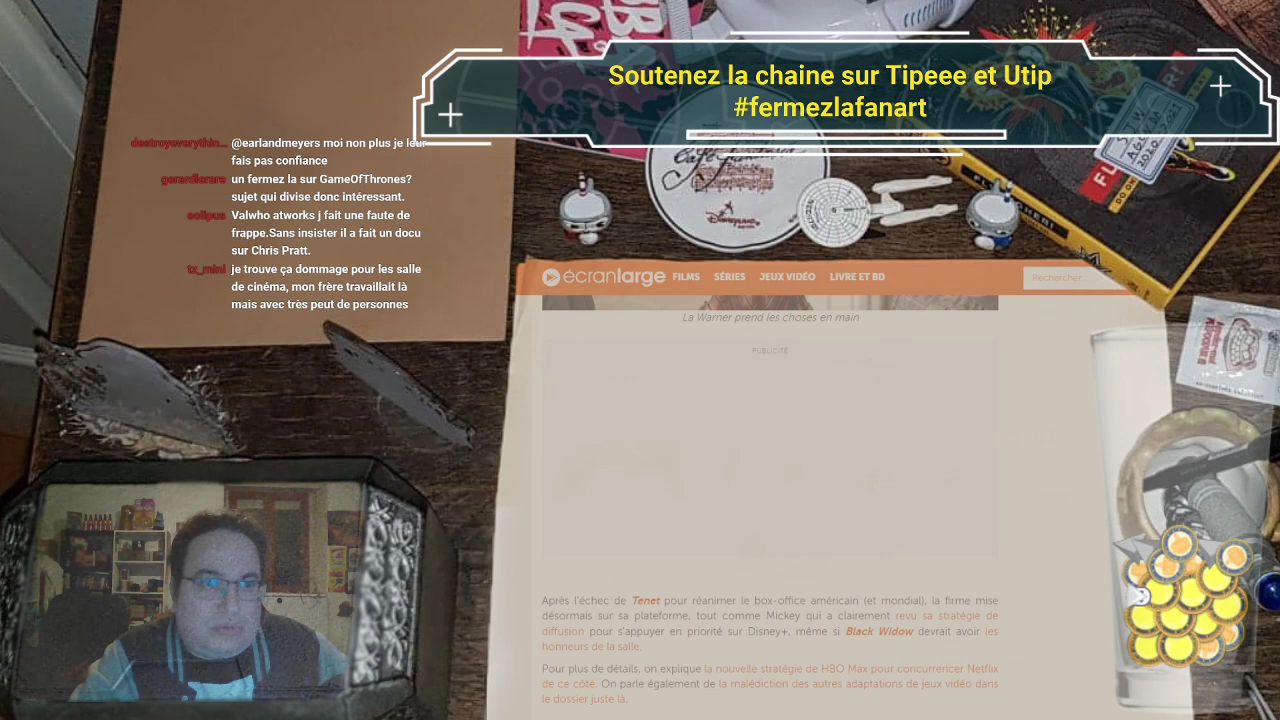 Soutenez la chaine sur Tipeee et Utip
#fermezlafanart
destroyeverythin... @earlandmeyers moi non plus je leur
fais pas confiance
gerardlerare un fermez la sur GameOfThrones?
sujet qui divise donc intéressant.
eolipus Valwho atworks j fait une faute de
frappe.Sans insister il a fait un docu
sur Chris Pratt.
tx_mini je trouve ça dommage pour les salle
de cinéma, mon frère travaillait là
mais avec très peut de personnes
écranlarge FILMS SÉRIES JEUX VIDÉO LIVRE ET BD Rechercher...
La Warner prend les choses en main
PUBLICITÉ
Après l'échec de Tenet pour réanimer le box-office américain (et mondial), la firme mise
désormais sur sa plateforme, tout comme Mickey qui a clairement revu sa stratégie de
diffusion pour s'appuyer en priorité sur Disney+, même si Black Widow devrait avoir les
honneurs de la salle.
Pour plus de détails, on explique la nouvelle stratégie de HBO Max pour concurrencer Netflix
de ce côté. On parle également de la malédiction des autres adaptations de jeux vidéo dans
le dossier juste là.